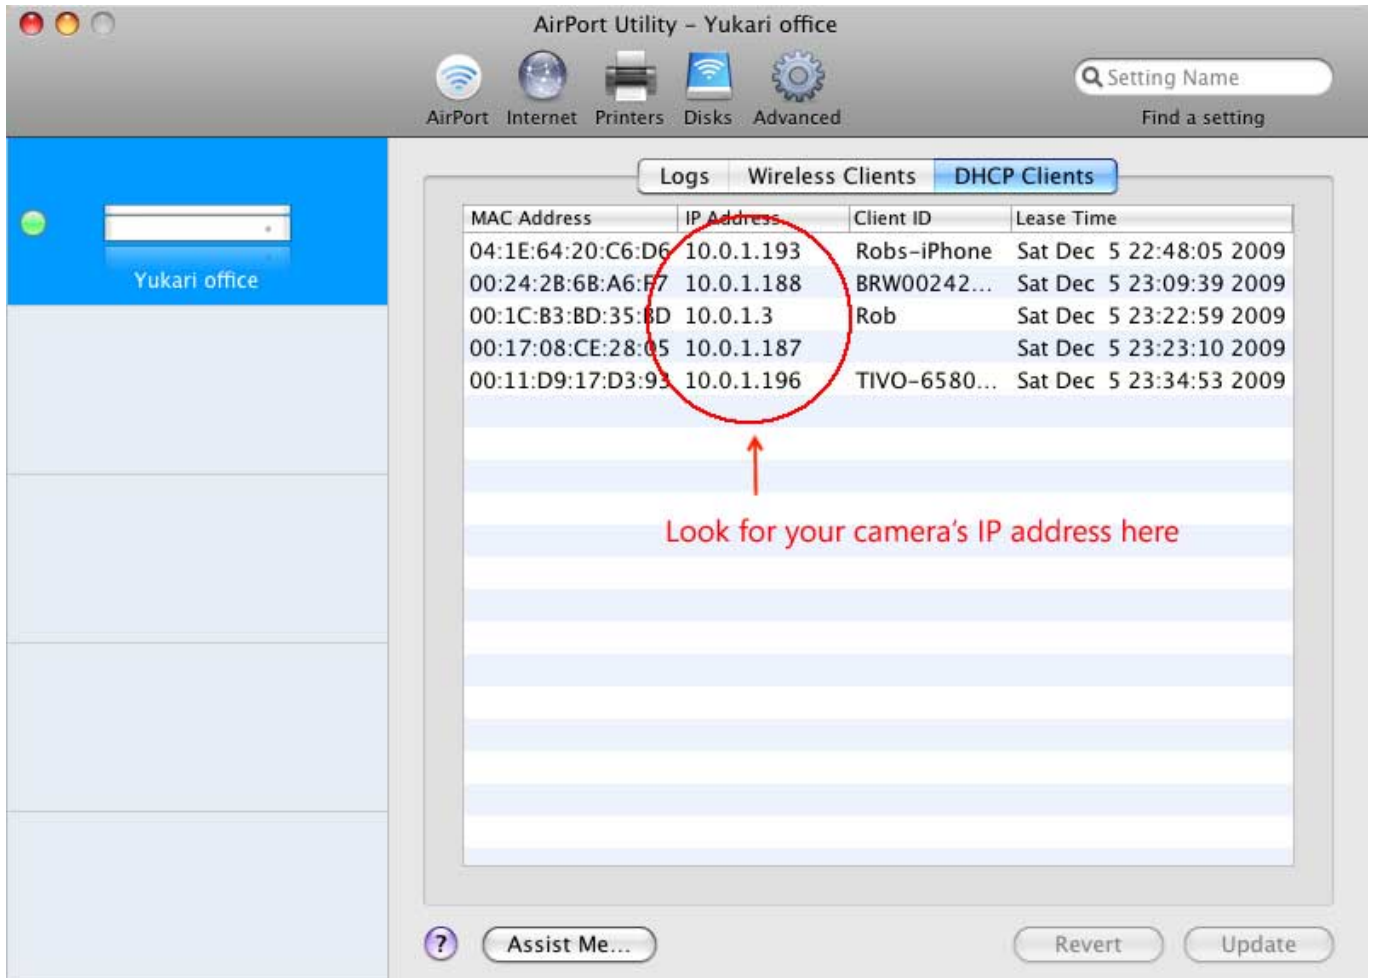 AirPort Utility – Yukari office
AirPort Internet Printers Disks Advanced
Setting Name
Find a setting
Yukari office
Logs Wireless Clients DHCP Clients
MAC Address IP Address Client ID Lease Time
04:1E:64:20:C6:D6 10.0.1.193 Robs-iPhone Sat Dec 5 22:48:05 2009
00:24:2B:6B:A6:F7 10.0.1.188 BRW00242... Sat Dec 5 23:09:39 2009
00:1C:B3:BD:35:BD 10.0.1.3 Rob Sat Dec 5 23:22:59 2009
00:17:08:CE:28:05 10.0.1.187 Sat Dec 5 23:23:10 2009
00:11:D9:17:D3:93 10.0.1.196 TIVO-6580... Sat Dec 5 23:34:53 2009
Look for your camera's IP address here
? Assist Me... Revert Update